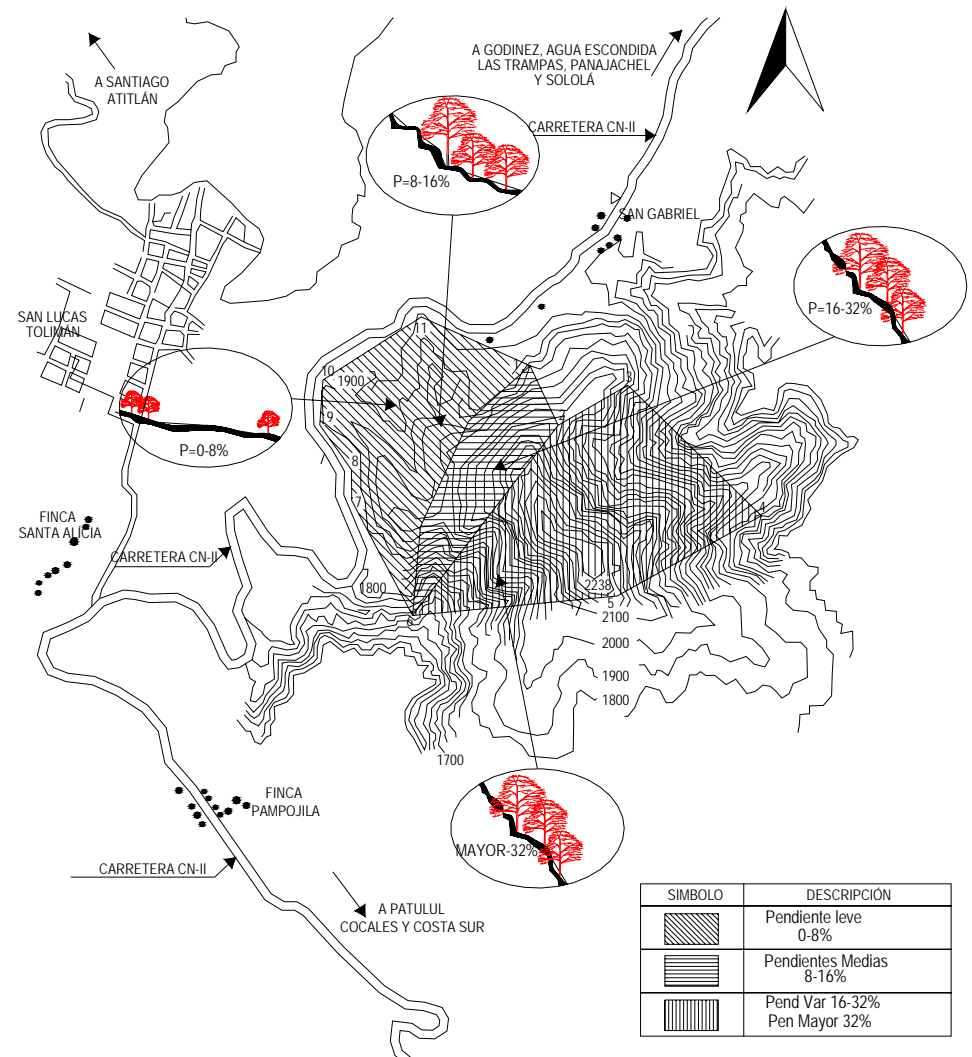 A SANTIAGO
ATITLÁN
A GODINEZ, AGUA ESCONDIDA
LAS TRAMPAS, PANAJACHEL
Y SOLOLÁ
CARRETERA CN-II
P=8-16%
SAN GABRIEL
P=16-32%
SAN LUCAS
TOLIMÁN
11
10
1900
9
P=0-8%
8
7
4
FINCA
SANTA ALICIA
CARRETERA CN-II
1800
2238
5
6
2100
2000
1900
1800
1700
FINCA
PAMPOJILA
MAYOR-32%
CARRETERA CN-II
A PATULUL
COCALES Y COSTA SUR
SIMBOLO DESCRIPCIÓN
Pendiente leve
0-8%
Pendientes Medias
8-16%
Pend Var 16-32%
Pen Mayor 32%